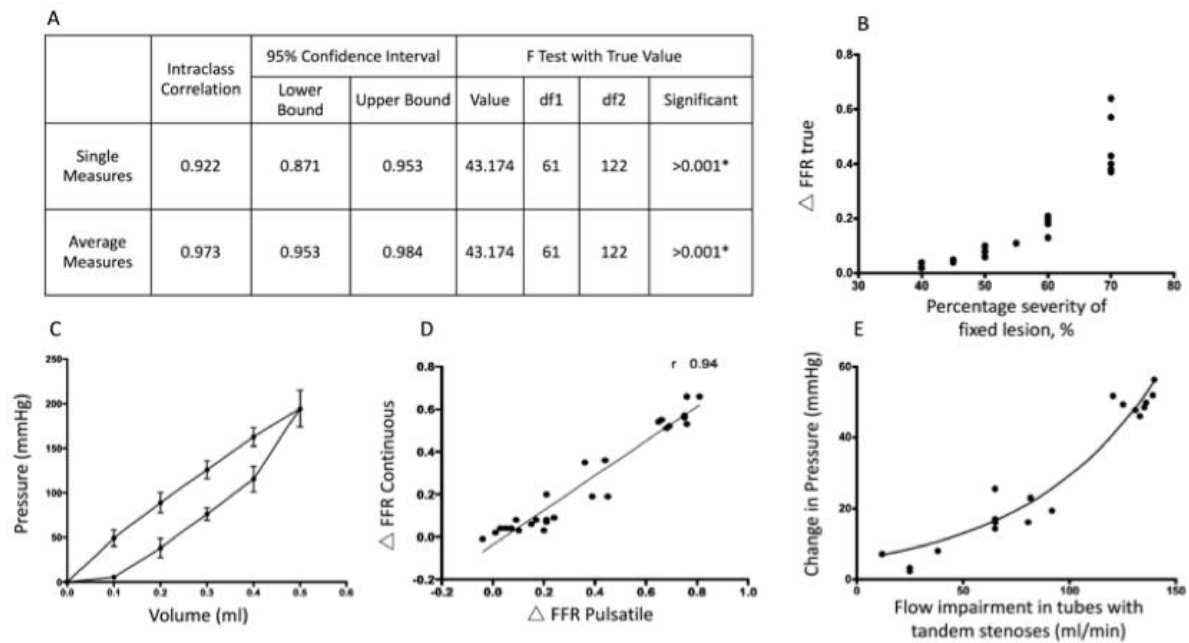 A
Intraclass
Correlation
95% Confidence Interval
F Test with True Value
Lower
Bound
Upper Bound
Value
df1
df2
Significant
Single
Measures
0.922
0.871
0.953
43.174
61
122
>0.001*
Average
Measures
0.973
0.953
0.984
43.174
61
122
>0.001*
B
△ FFR true
0.8
0.6
0.4
0.2
0.0
30 40 50 60 70 80
Percentage severity of
fixed lesion, %
C
Pressure (mmHg)
250
200
150
100
50
0
0.0 0.1 0.2 0.3 0.4 0.5 0.6
Volume (ml)
D
r 0.94
△ FFR Continuous
0.8
0.6
0.4
0.2
0.0
-0.2
-0.2 0.0 0.2 0.4 0.6 0.8 1.0
△ FFR Pulsatile
E
Change in Pressure (mmHg)
60
40
20
0
0 50 100 150
Flow impairment in tubes with
tandem stenoses (ml/min)